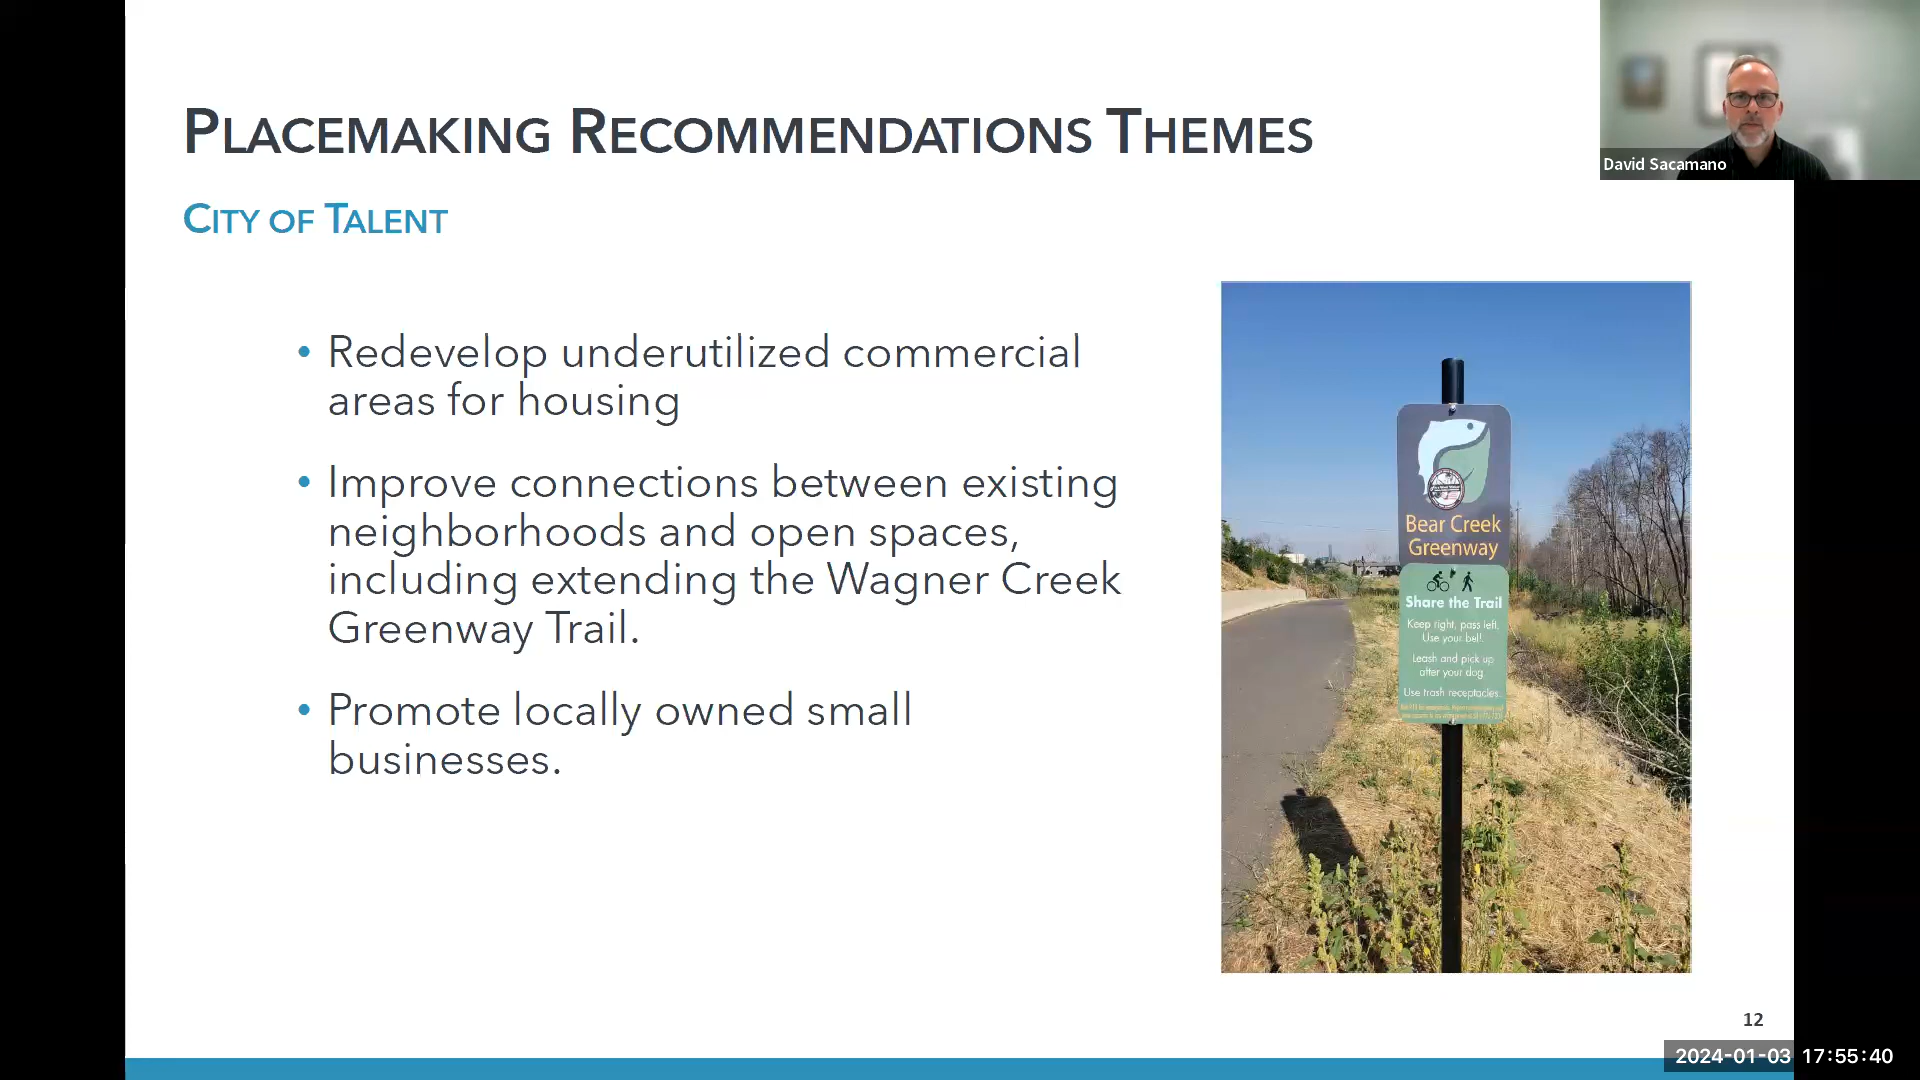 PLACEMAKING RECOMMENDATIONS THEMES
David Sacamano
CITY OF TALENT
• Redevelop underutilized commercial
areas for housing
• Improve connections between existing
neighborhoods and open spaces,
including extending the Wagner Creek
Greenway Trail.
• Promote locally owned small
businesses.
Bear Creek
Greenway
Share the Trail
Keep right, pass left,
Use your bell.
Leash and pick up
after your dog
Use trash receptacles.
12
2024-01-03 17:55:40